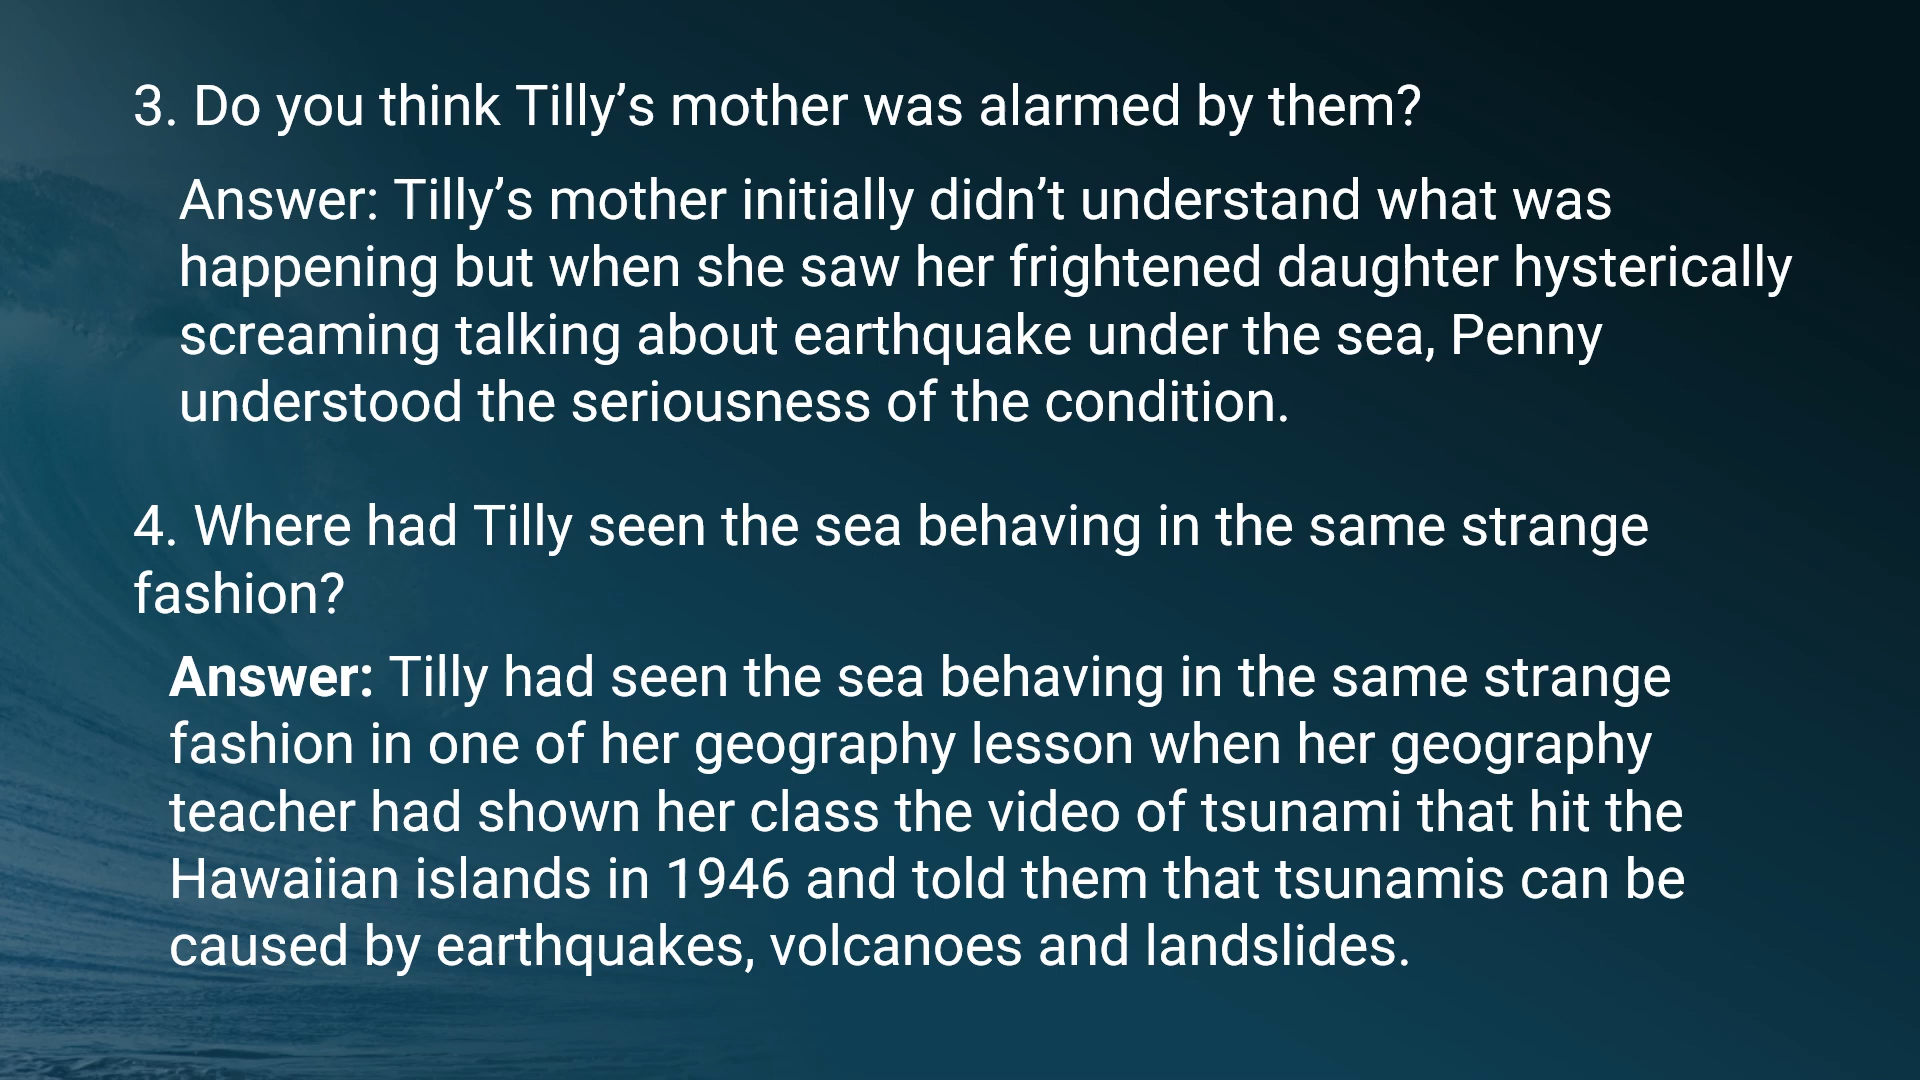 3. Do you think Tilly’s mother was alarmed by them?
Answer: Tilly’s mother initially didn’t understand what was
happening but when she saw her frightened daughter hysterically
screaming talking about earthquake under the sea, Penny
understood the seriousness of the condition.
4. Where had Tilly seen the sea behaving in the same strange
fashion?
Answer: Tilly had seen the sea behaving in the same strange
fashion in one of her geography lesson when her geography
teacher had shown her class the video of tsunami that hit the
Hawaiian islands in 1946 and told them that tsunamis can be
caused by earthquakes, volcanoes and landslides.